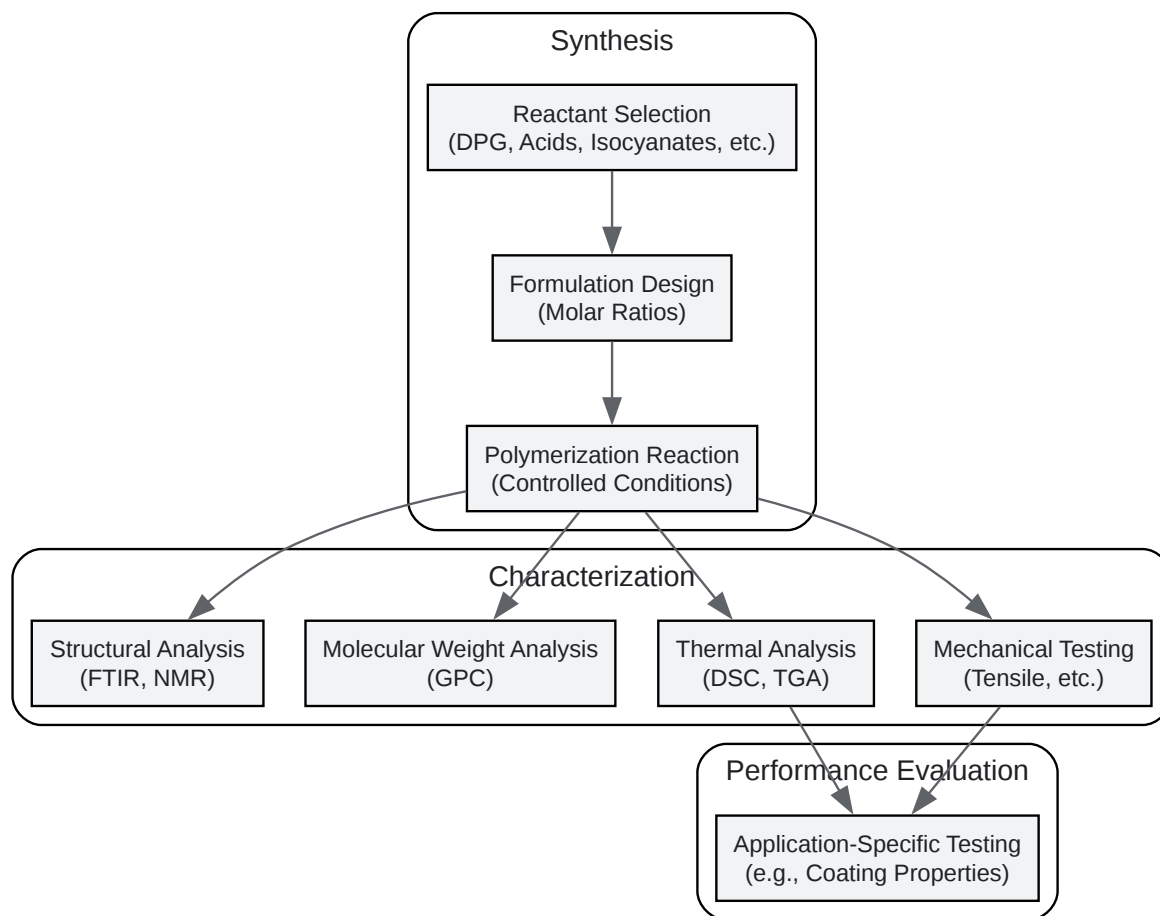 Synthesis
Reactant Selection
(DPG, Acids, Isocyanates, etc.)
Formulation Design
(Molar Ratios)
Polymerization Reaction
(Controlled Conditions)
Characterization
Structural Analysis
(FTIR, NMR)
Molecular Weight Analysis
(GPC)
Thermal Analysis
(DSC, TGA)
Mechanical Testing
(Tensile, etc.)
Performance Evaluation
Application-Specific Testing
(e.g., Coating Properties)